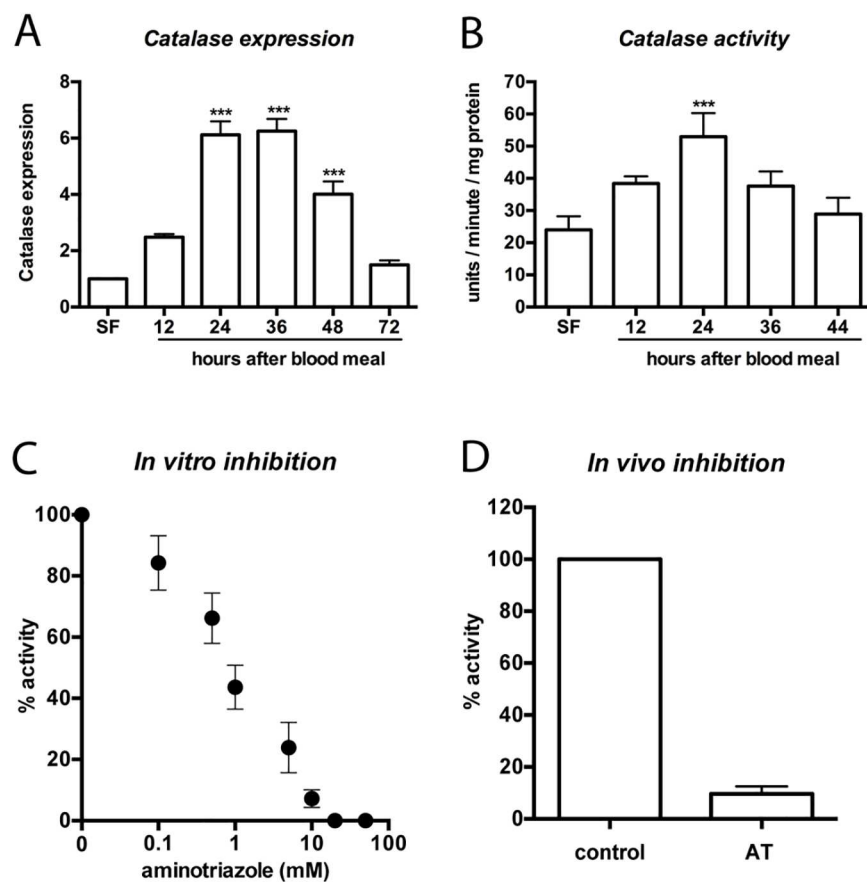 A
Catalase expression
Catalase expression
8
6
4
2
0
***
***
***
SF 12 24 36 48 72
hours after blood meal
B
Catalase activity
units / minute / mg protein
70
60
50
40
30
20
10
0
***
SF 12 24 36 44
hours after blood meal
C
In vitro inhibition
% activity
100
80
60
40
20
0
0 0.1 1 10 100
aminotriazole (mM)
D
In vivo inhibition
% activity
120
100
80
60
40
20
0
control AT